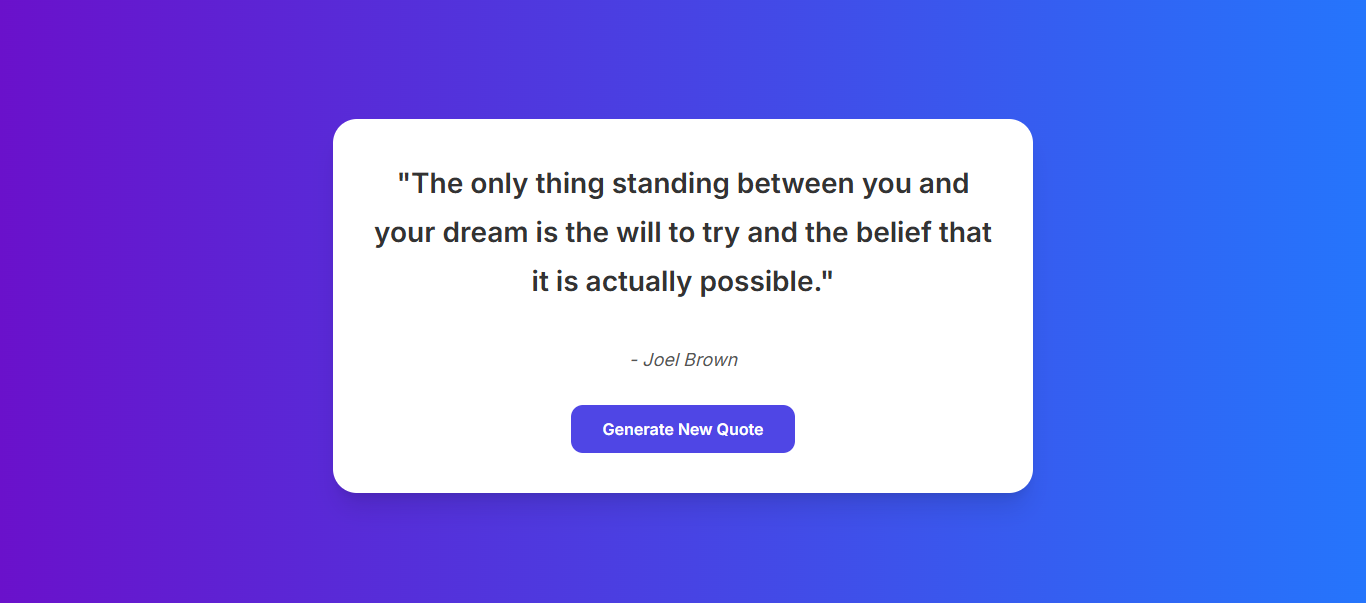 "The only thing standing between you and
your dream is the will to try and the belief that
it is actually possible."
- Joel Brown
Generate New Quote